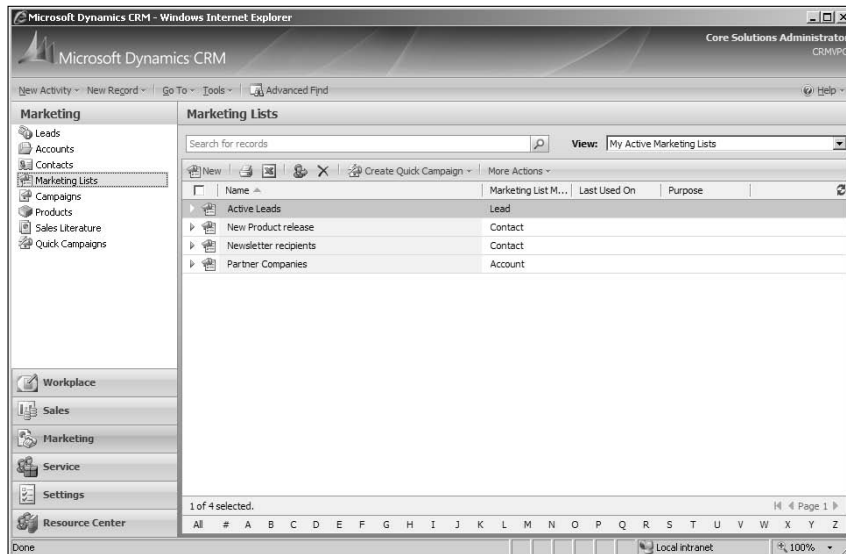 Microsoft Dynamics CRM - Windows Internet Explorer
Microsoft Dynamics CRM
Core Solutions Administrator
CRMVPC
New Activity New Record Go To Tools Advanced Find Help
Marketing
Leads
Accounts
Contacts
Marketing Lists
Campaigns
Products
Sales Literature
Quick Campaigns
Workplace
Sales
Marketing
Service
Settings
Resource Center
Marketing Lists
Search for records View: My Active Marketing Lists
New Create Quick Campaign More Actions
Name Marketing List M... Last Used On Purpose
Active Leads Lead
New Product release Contact
Newsletter recipients Contact
Partner Companies Account
1 of 4 selected. Page 1
All # A B C D E F G H I J K L M N O P Q R S T U V W X Y Z
Done Local intranet 100%